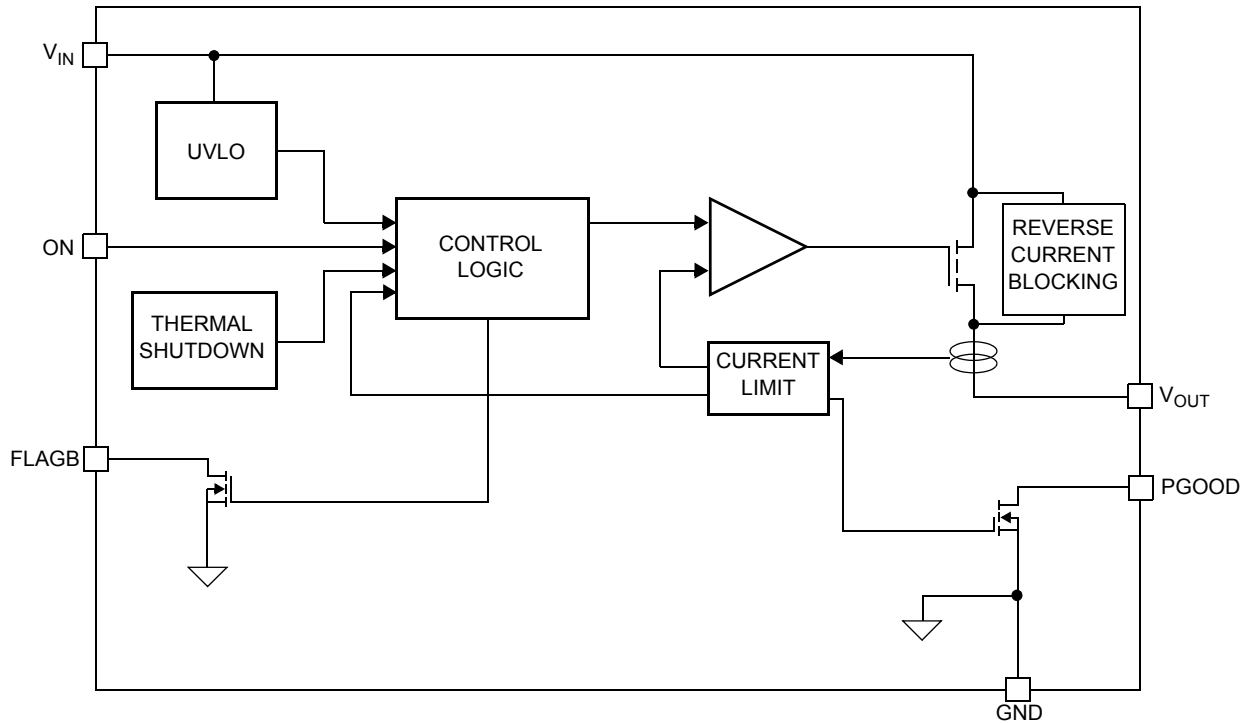 V_IN
UVLO
ON
CONTROL
LOGIC
REVERSE
CURRENT
BLOCKING
THERMAL
SHUTDOWN
CURRENT
LIMIT
V_OUT
FLAGB
PGOOD
GND